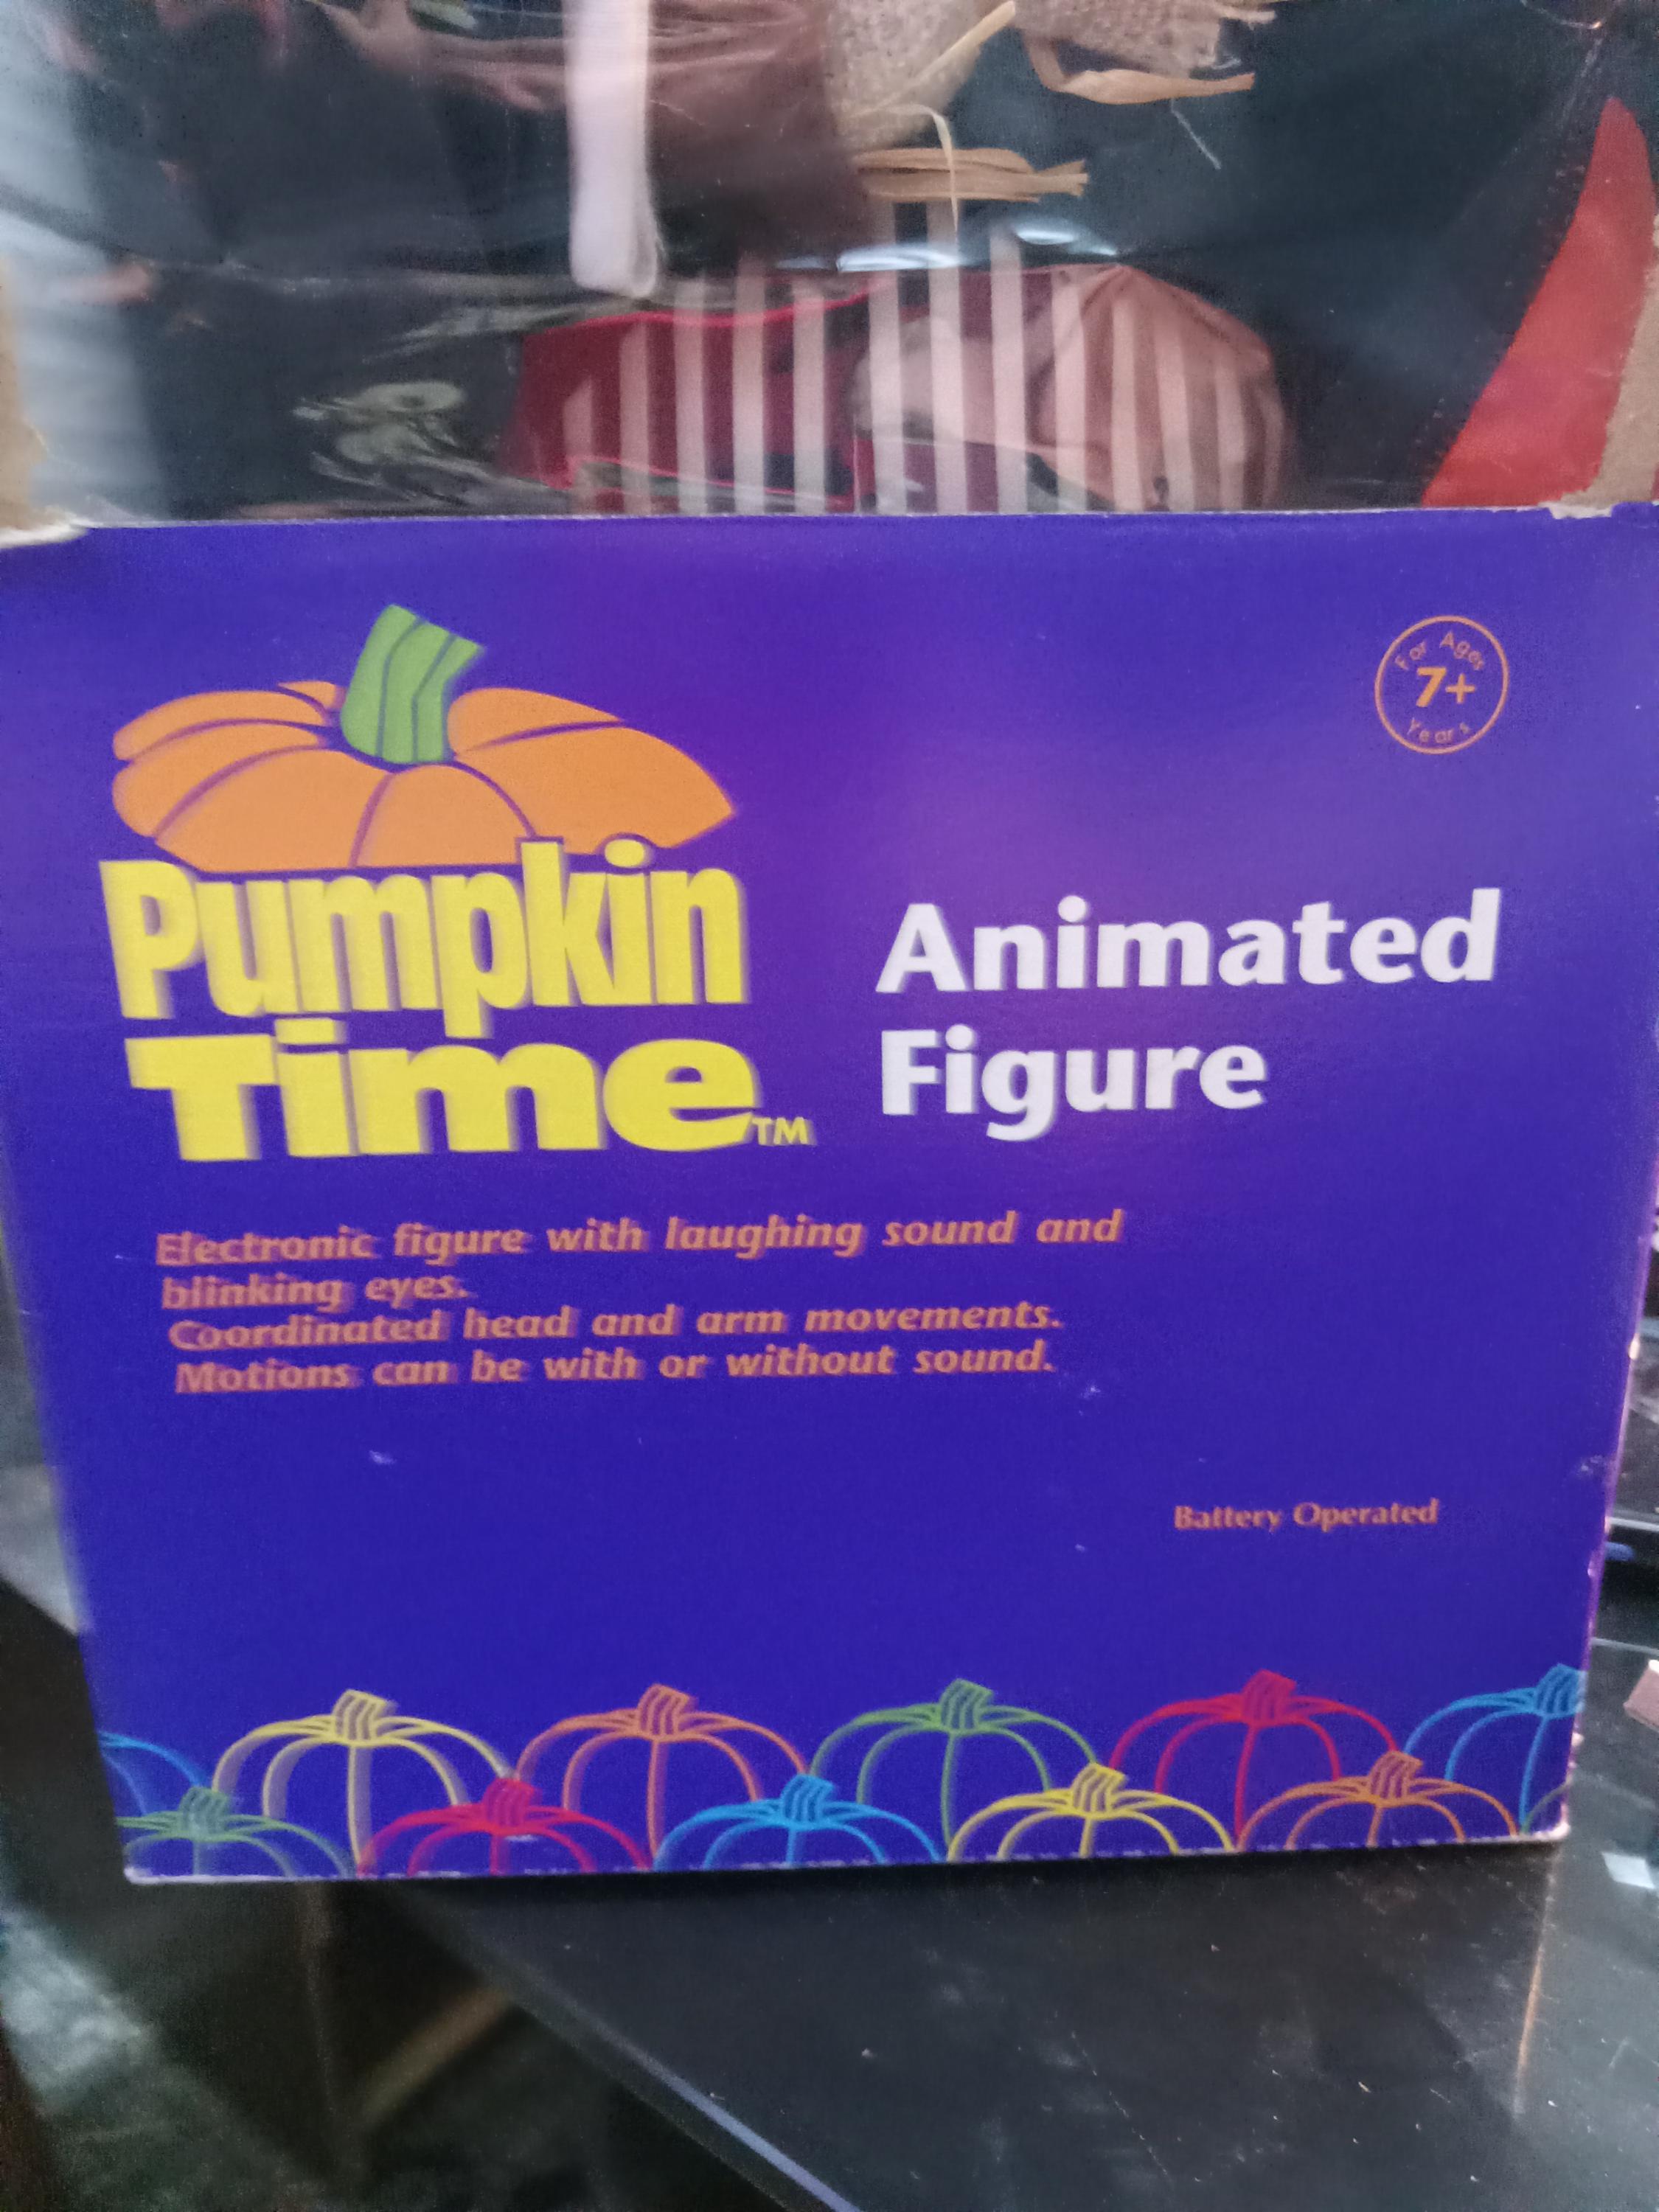 For Ages
7+
Years
Pumpkin
Time™
Animated
Figure
Electronic figure with laughing sound and
blinking eyes.
Coordinated head and arm movements.
Motions can be with or without sound.
Battery Operated